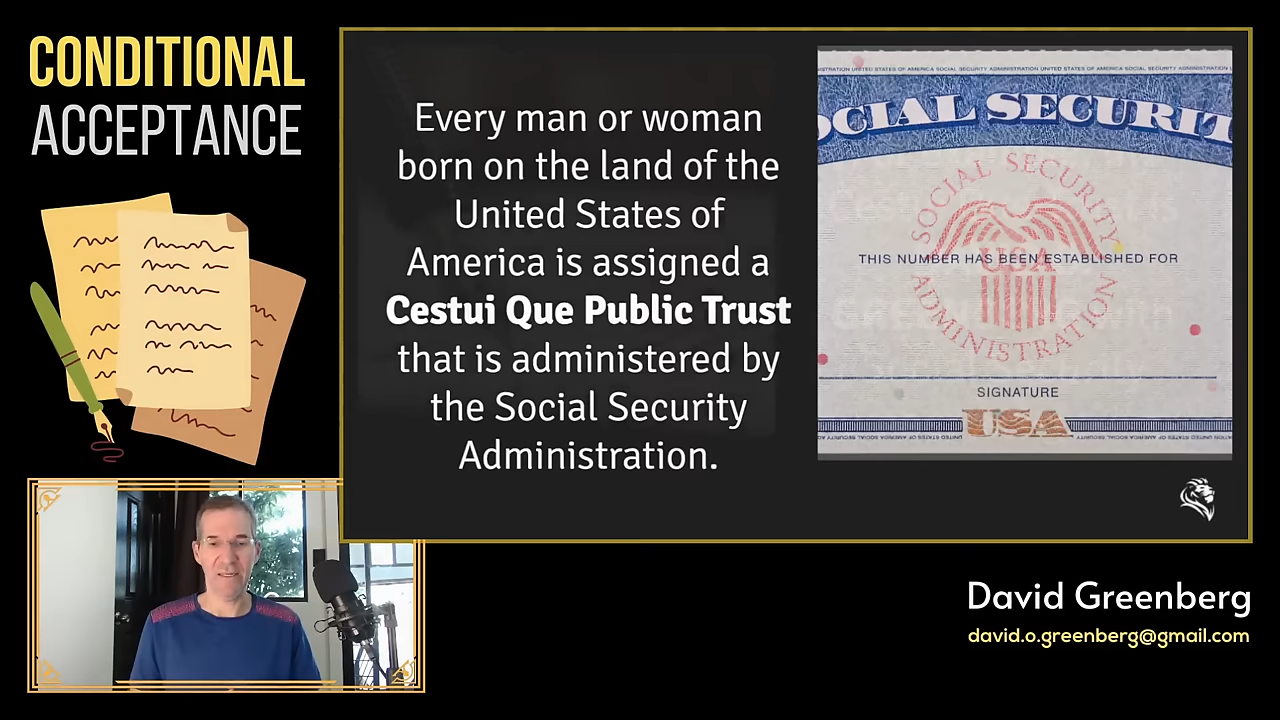 CONDITIONAL
ACCEPTANCE
Every man or woman
born on the land of the
United States of
America is assigned a
Cestui Que Public Trust
that is administered by
the Social Security
Administration.
OCIAL SECURIT
SOCIAL SECURITY
USA
THIS NUMBER HAS BEEN ESTABLISHED FOR
ADMINISTRATION
SIGNATURE
USA
David Greenberg
david.o.greenberg@gmail.com